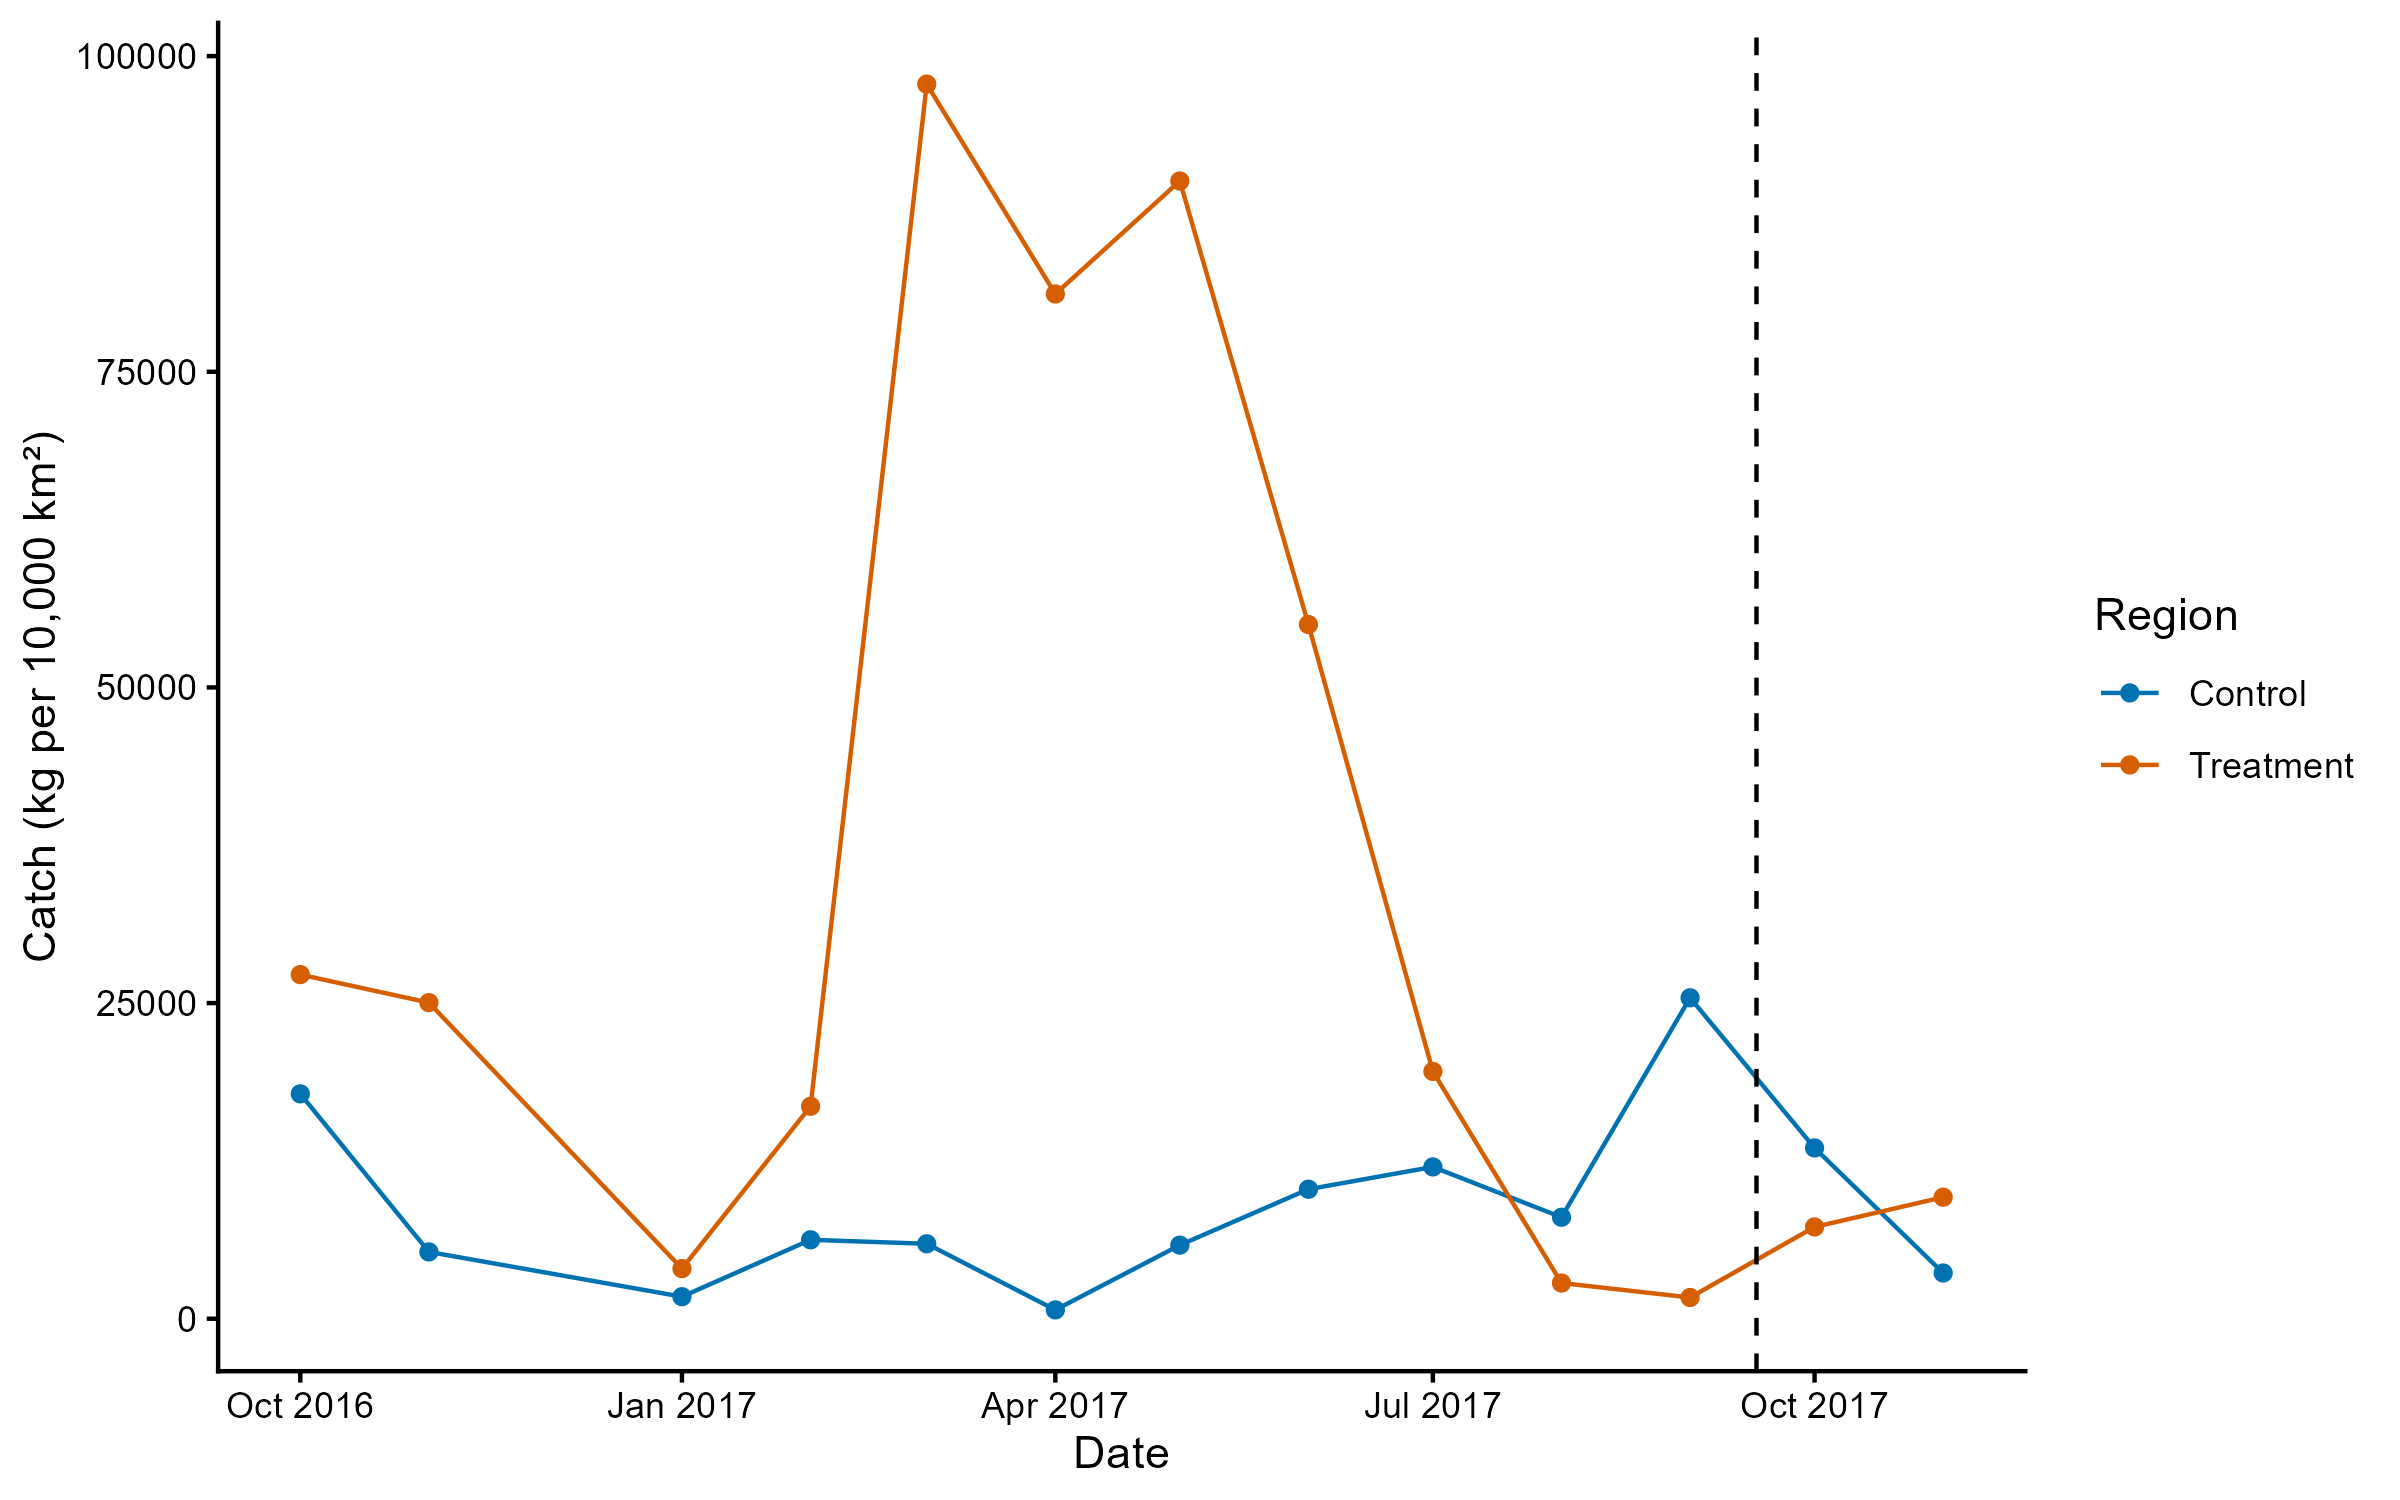 100000
75000
50000
25000
0
Catch (kg per 10,000 km²)
Oct 2016
Jan 2017
Apr 2017
Jul 2017
Oct 2017
Date
Region
Control
Treatment